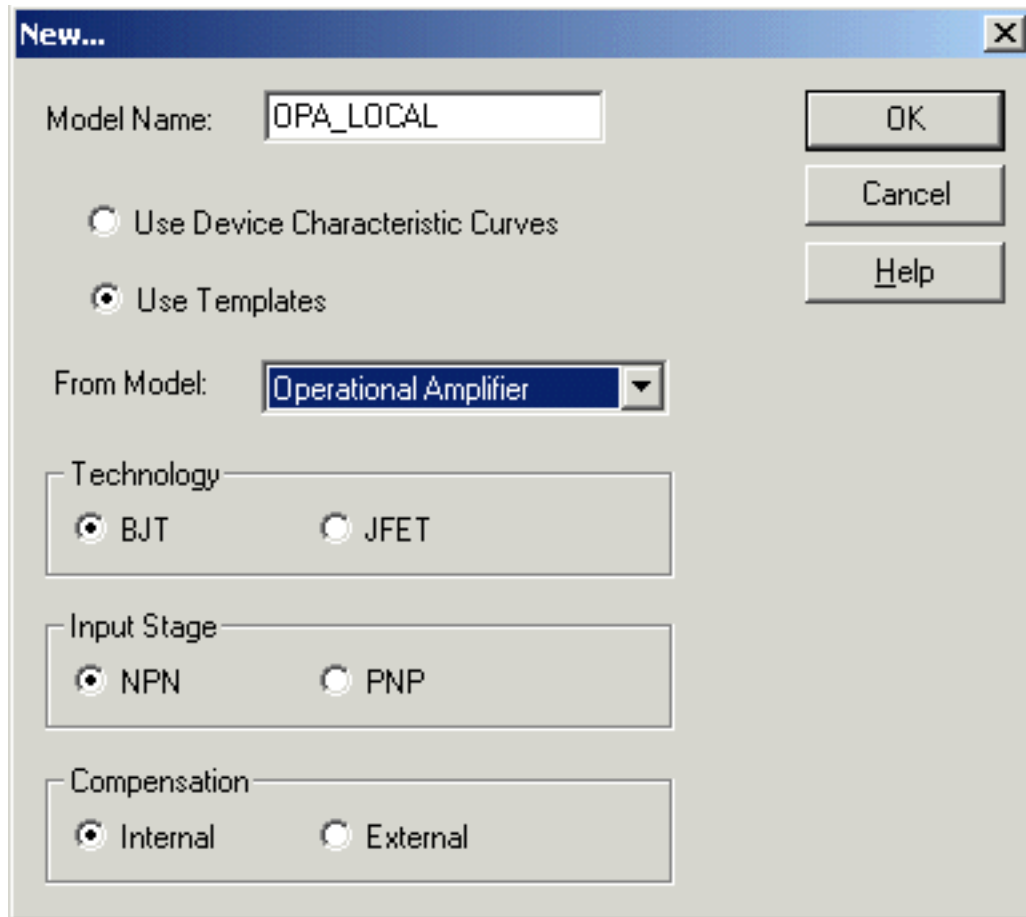 New...
Model Name: OPA_LOCAL
OK
Use Device Characteristic Curves
Cancel
Use Templates
Help
From Model: Operational Amplifier
Technology
BJT JFET
Input Stage
NPN PNP
Compensation
Internal External